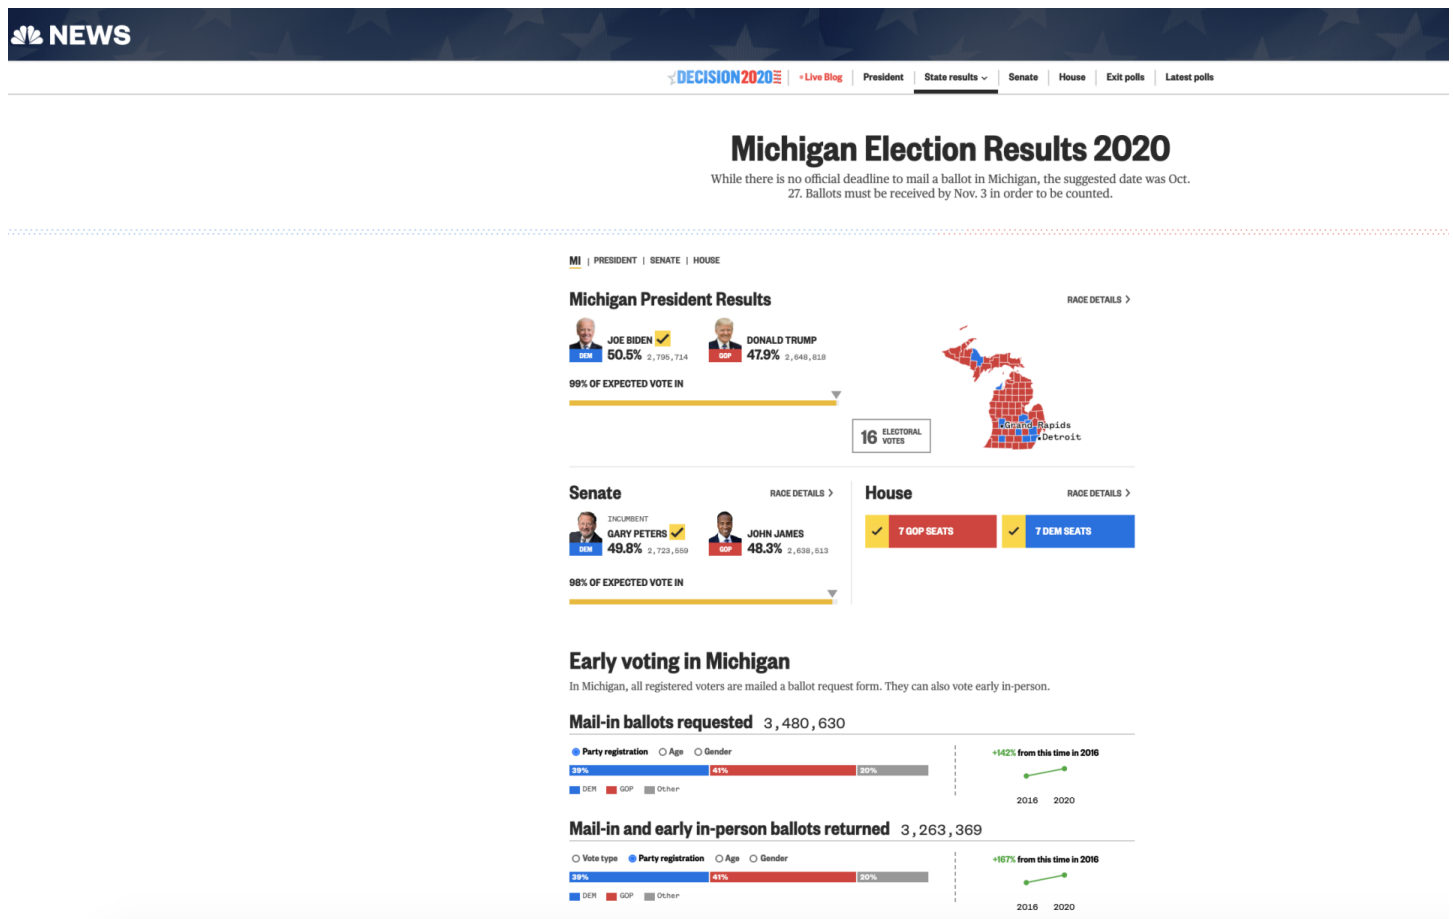 NEWS
DECISION2020 Live Blog President State results Senate House Exit polls Latest polls
Michigan Election Results 2020
While there is no official deadline to mail a ballot in Michigan, the suggested date was Oct.
27. Ballots must be received by Nov. 3 in order to be counted.
MI | PRESIDENT | SENATE | HOUSE
Michigan President Results
RACE DETAILS
JOE BIDEN
DEM 50.5% 2,795,714
DONALD TRUMP
GOP 47.9% 2,648,818
99% OF EXPECTED VOTE IN
16 ELECTORAL
VOTES
Grand Rapids
Detroit
Senate
RACE DETAILS
INCUMBENT
GARY PETERS
DEM 49.8% 2,723,669
JOHN JAMES
GOP 48.3% 2,638,513
98% OF EXPECTED VOTE IN
House
RACE DETAILS
7 GOP SEATS
7 DEM SEATS
Early voting in Michigan
In Michigan, all registered voters are mailed a ballot request form. They can also vote early in-person.
Mail-in ballots requested 3,480,630
Party registration Age Gender
39% 41% 20%
DEM GOP Other
+142% from this time in 2016
2016 2020
Mail-in and early in-person ballots returned 3,263,369
Vote type Party registration Age Gender
39% 41% 20%
DEM GOP Other
+167% from this time in 2016
2016 2020